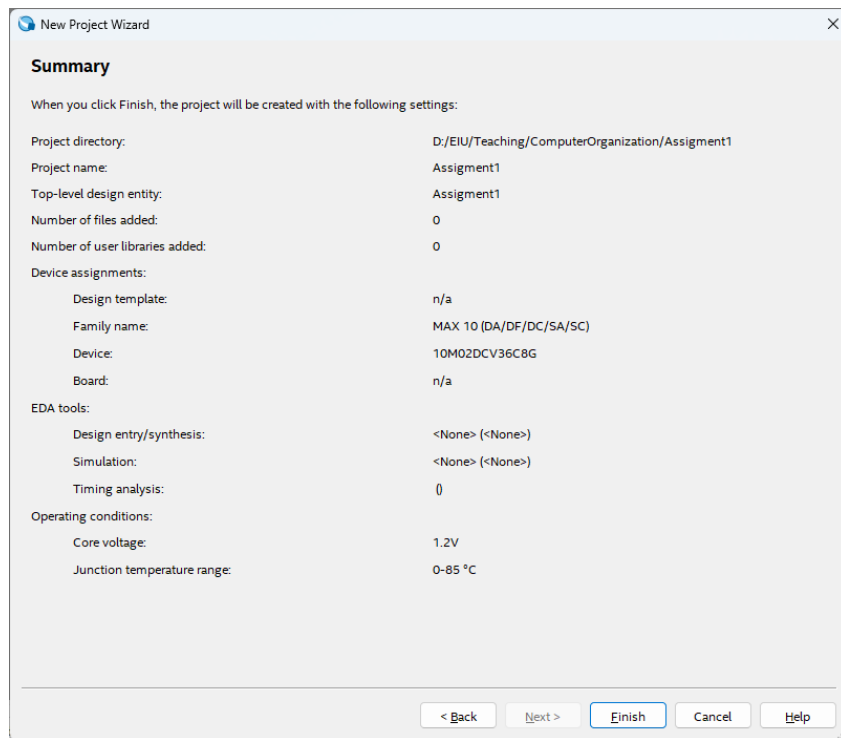 New Project Wizard
Summary
When you click Finish, the project will be created with the following settings:
Project directory: D:/EIU/Teaching/ComputerOrganization/Assigment1
Project name: Assigment1
Top-level design entity: Assigment1
Number of files added: 0
Number of user libraries added: 0
Device assignments:
Design template: n/a
Family name: MAX 10 (DA/DF/DC/SA/SC)
Device: 10M02DCV36C8G
Board: n/a
EDA tools:
Design entry/synthesis: <None> (<None>)
Simulation: <None> (<None>)
Timing analysis: ()
Operating conditions:
Core voltage: 1.2V
Junction temperature range: 0-85 °C
< Back Next > Finish Cancel Help